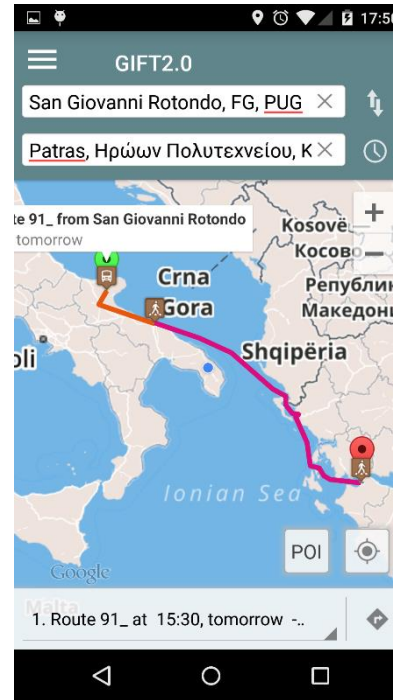 17:50
GIFT2.0
San Giovanni Rotondo, FG, PUG
Patras, Ηρώων Πολυτεχνείου, Κ
te 91_ from San Giovanni Rotondo
tomorrow
+
Kosovë
Косово
−
Crna
Gora
Републик
Македони
oli
Shqipëria
Ionian Sea
POI
Google
Malta
1. Route 91_ at 15:30, tomorrow -..